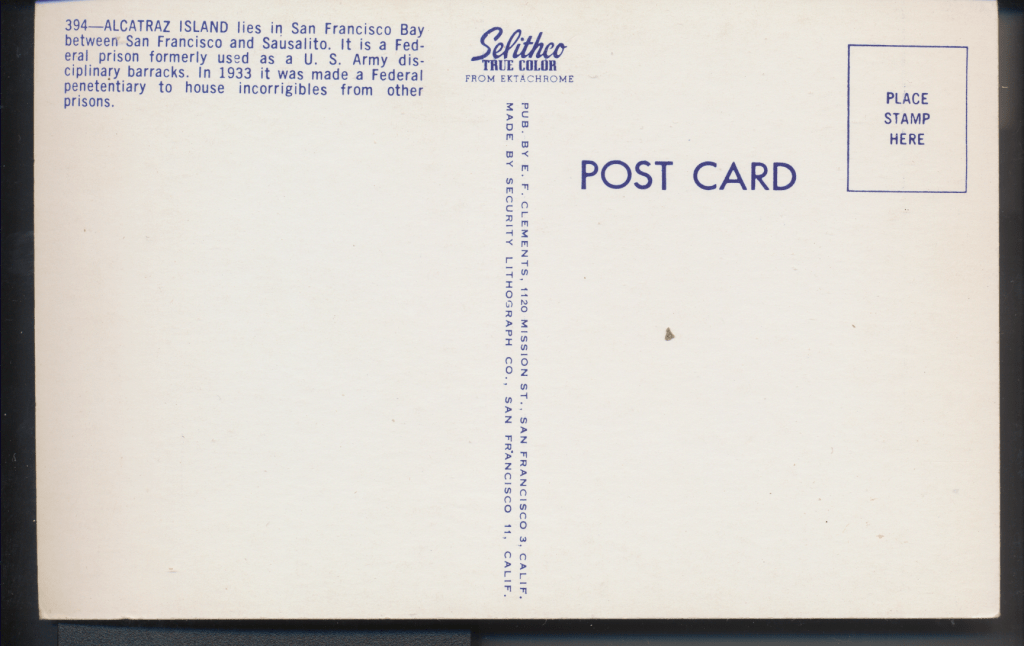 394—ALCATRAZ ISLAND lies in San Francisco Bay
between San Francisco and Sausalito. It is a Fed-
eral prison formerly used as a U. S. Army dis-
ciplinary barracks. In 1933 it was made a Federal
penetentiary to house incorrigibles from other
prisons.
Selithco
TRUE COLOR
FROM EKTACHROME
PUB. BY E. F. CLEMENTS, 1120 MISSION ST., SAN FRANCISCO 3, CALIF.
MADE BY SECURITY LITHOGRAPH CO., SAN FRANCISCO 11, CALIF.
POST CARD
PLACE
STAMP
HERE